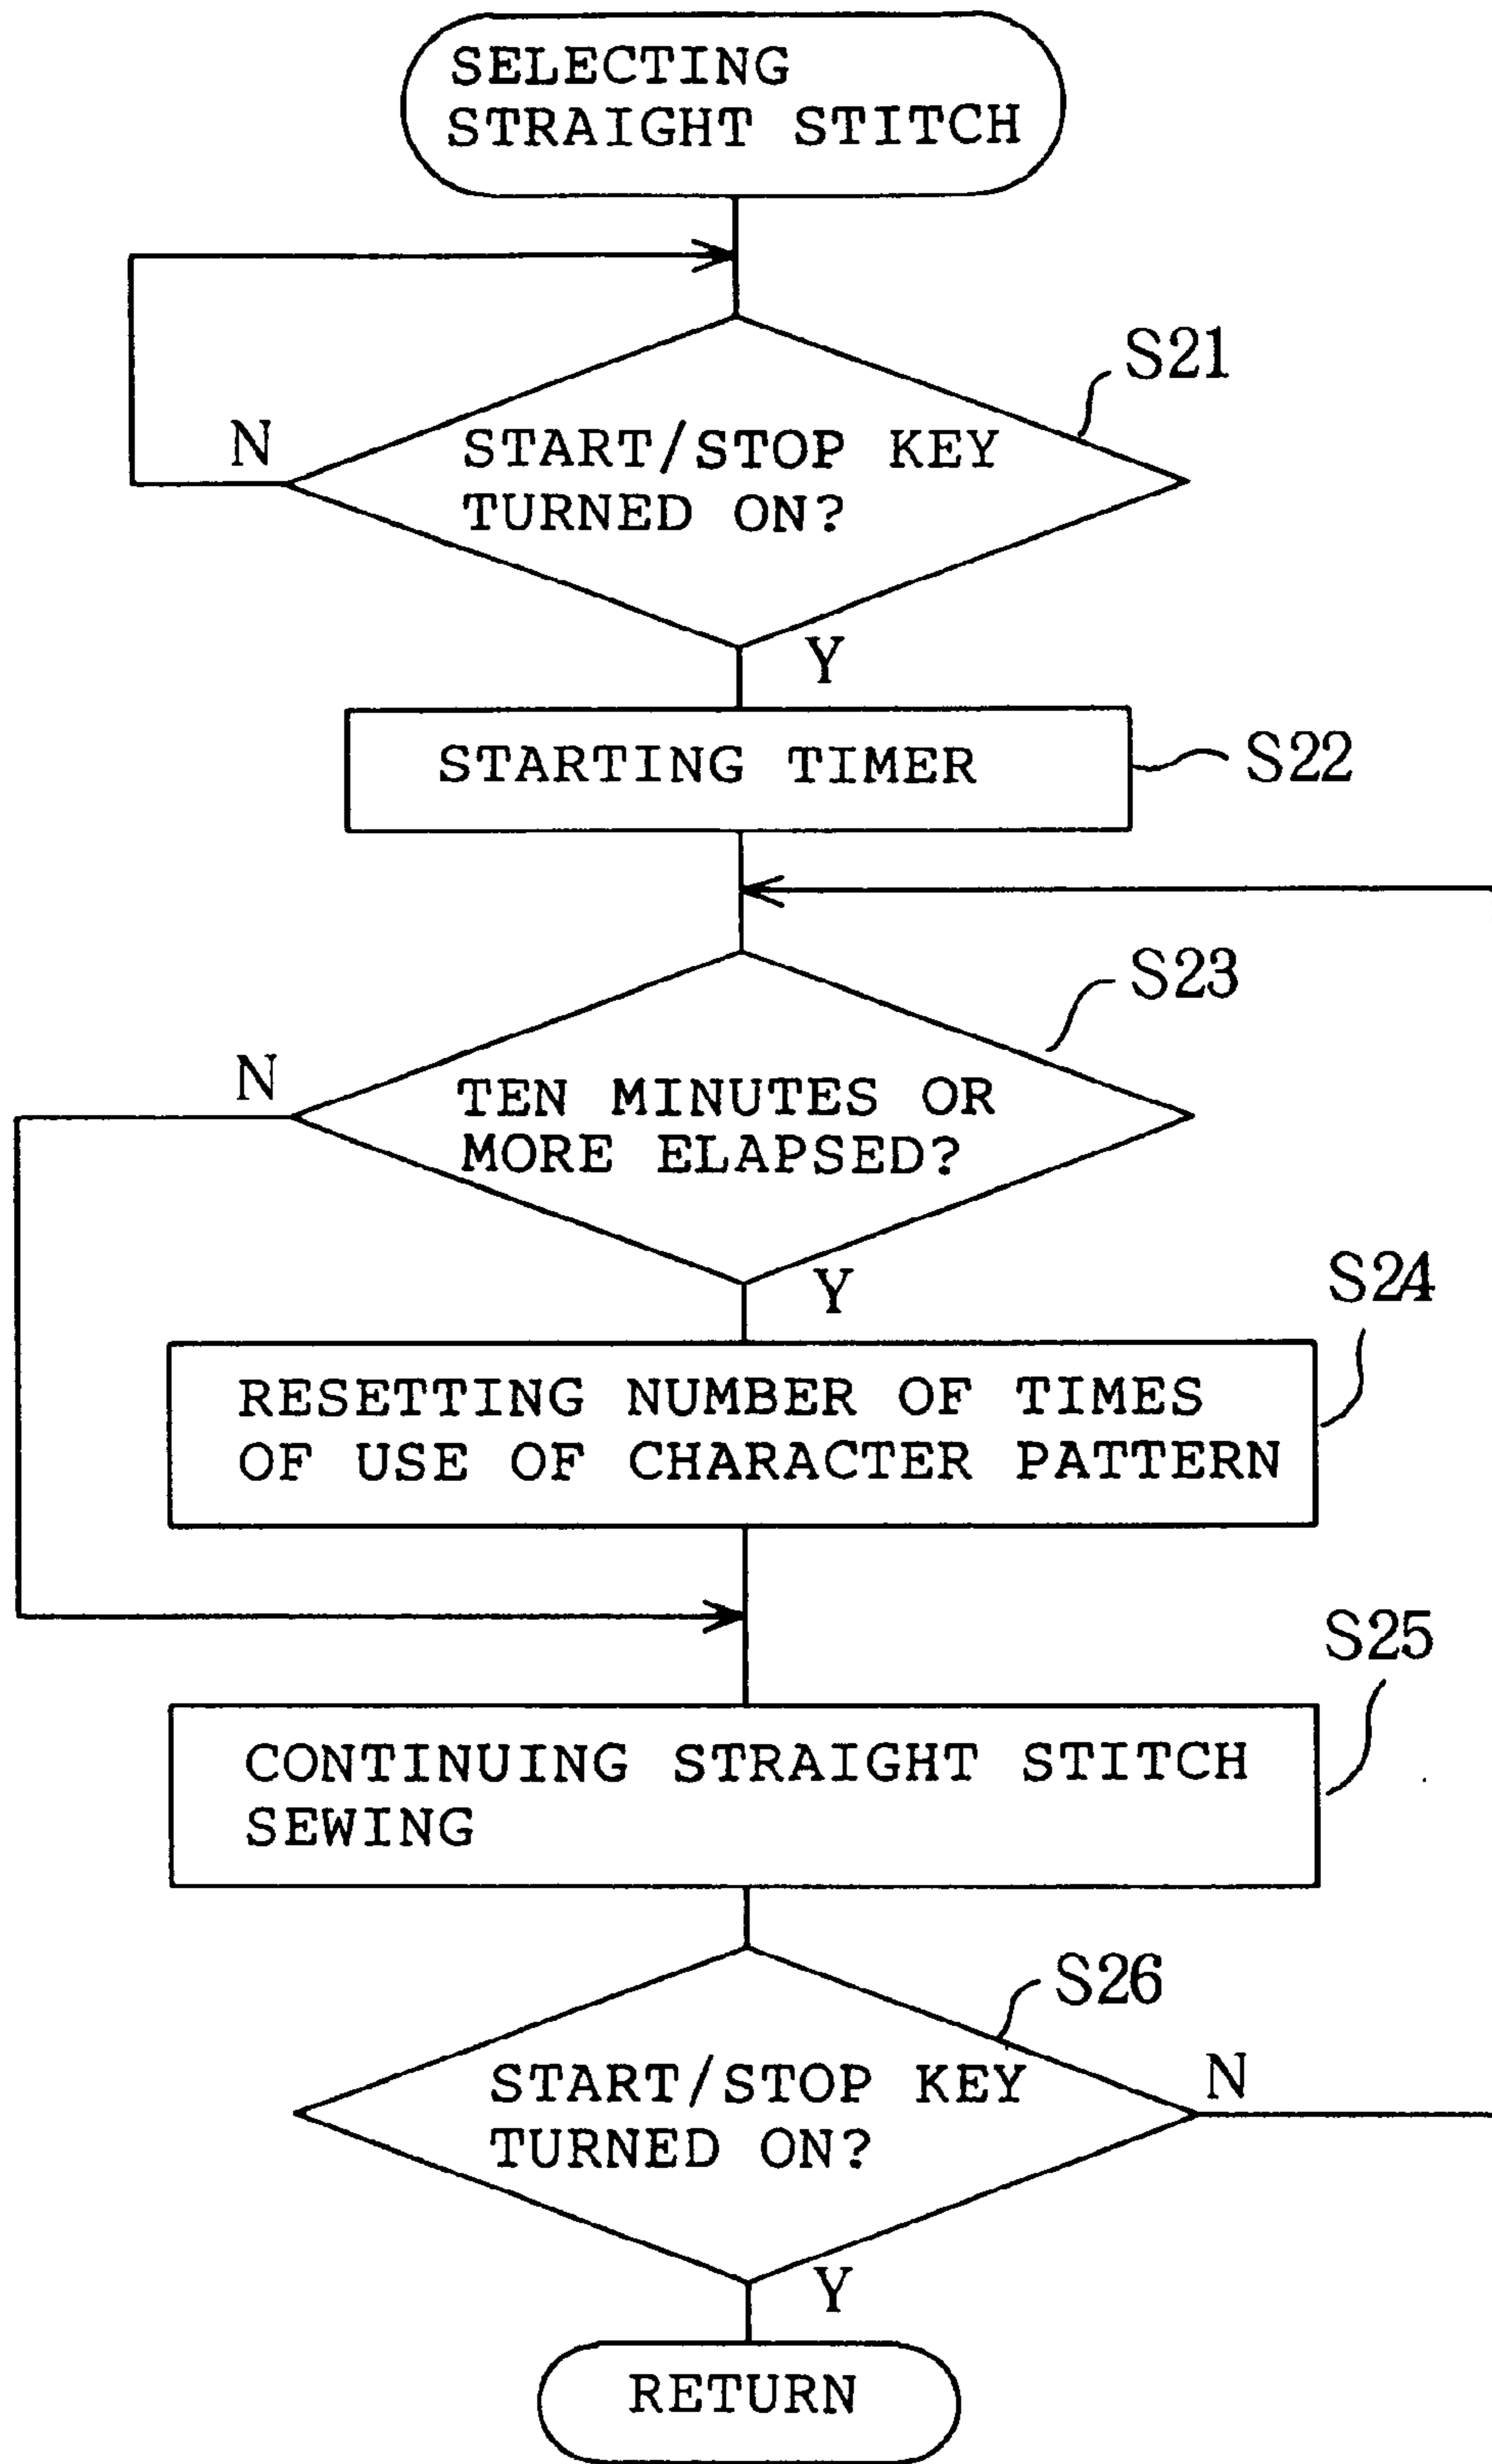 SELECTING
STRAIGHT STITCH
S21
N
START/STOP KEY
TURNED ON?
Y
STARTING TIMER
S22
S23
N
TEN MINUTES OR
MORE ELAPSED?
Y
S24
RESETTING NUMBER OF TIMES
OF USE OF CHARACTER PATTERN
S25
CONTINUING STRAIGHT STITCH
SEWING
S26
START/STOP KEY
TURNED ON?
N
Y
RETURN